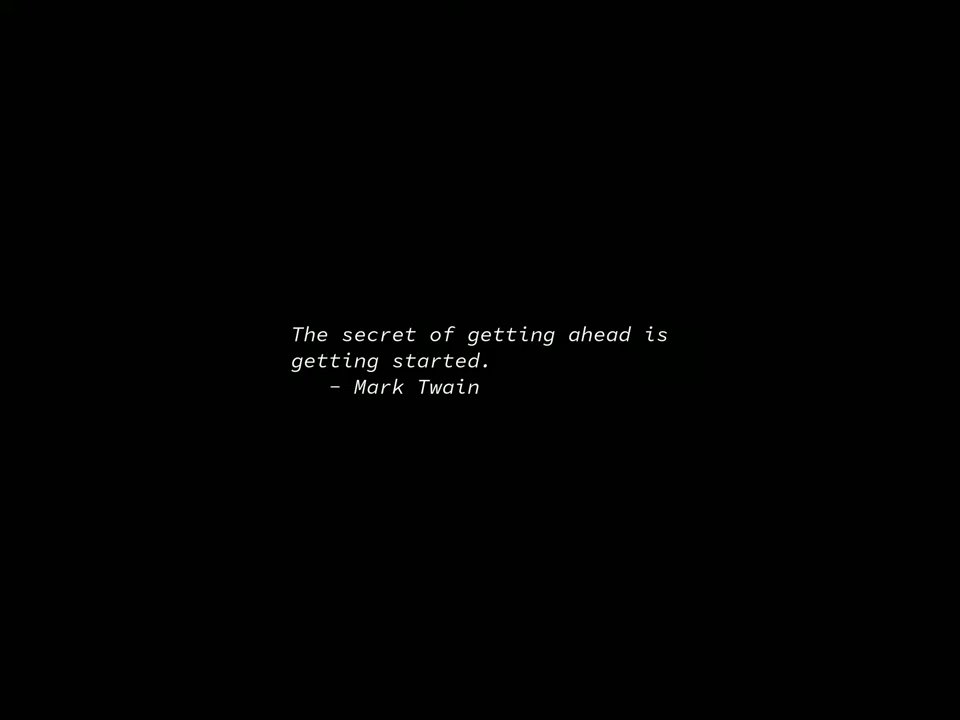 The secret of getting ahead is
getting started.
– Mark Twain